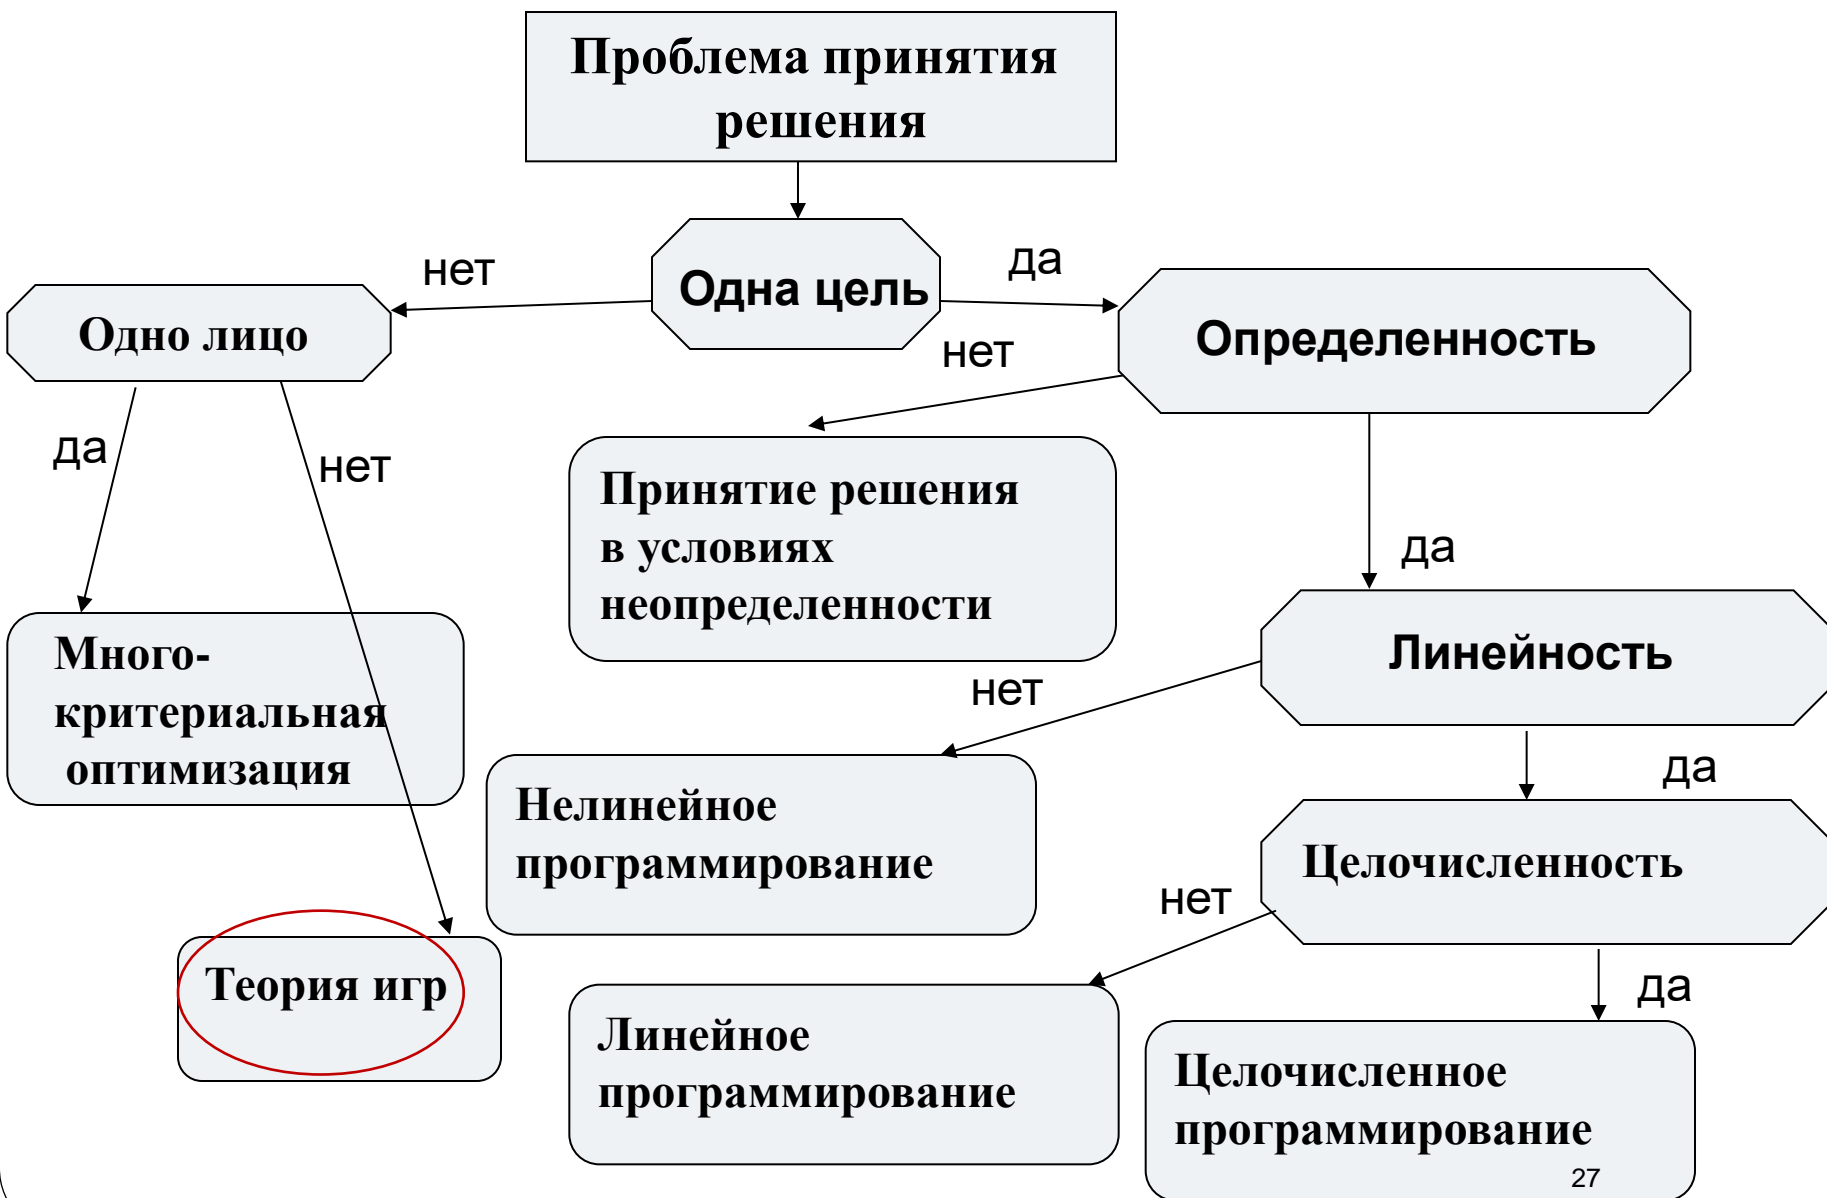 Проблема принятия
решения
нет
да
Одна цель
Одно лицо
Определенность
нет
да
нет
Принятие решения
в условиях
неопределенности
да
Много-
критериальная
оптимизация
Линейность
нет
да
Нелинейное
программирование
Целочисленность
нет
да
Теория игр
Линейное
программирование
Целочисленное
программирование
27